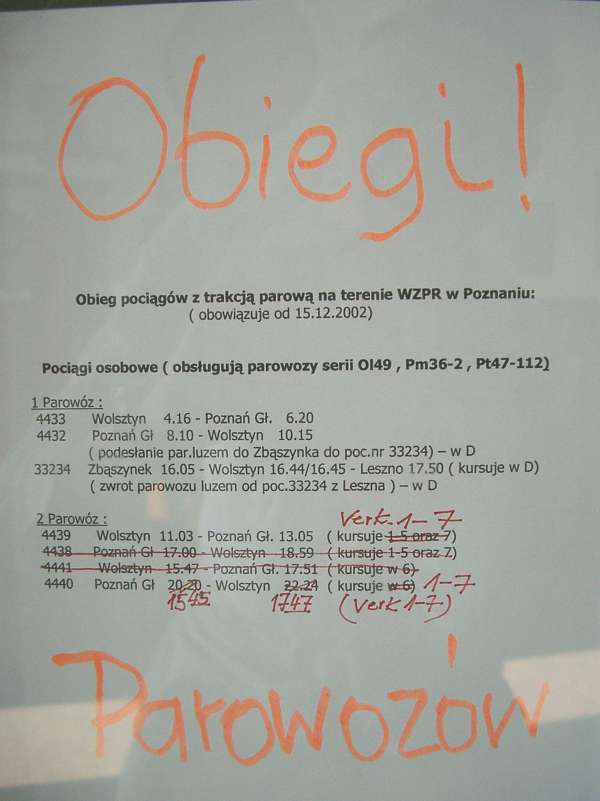 Obiegi!
Obieg pociągów z trakcją parową na terenie WZPR w Poznaniu:
( obowiązuje od 15.12.2002)
Pociągi osobowe ( obsługują parowozy serii Ol49 , Pm36-2 , Pt47-112)
1 Parowóz :
4433 Wolsztyn 4.16 - Poznań Gł. 6.20
4432 Poznań Gł 8.10 - Wolsztyn 10.15
( podesłanie par.luzem do Zbąszynka do poc.nr 33234) – w D
33234 Zbąszynek 16.05 - Wolsztyn 16.44/16.45 - Leszno 17.50 ( kursuje w D)
( zwrot parowozu luzem od poc.33234 z Leszna ) – w D
2 Parowóz :
Verk. 1-7
4439 Wolsztyn 11.03 - Poznań Gł. 13.05 ( kursuje 1-5 oraz 7)
4438 Poznań Gł 17.00 - Wolsztyn 18.59 ( kursuje 1-5 oraz 7)
4441 Wolsztyn 15.47 - Poznań Gł. 17.51 ( kursuje w 6)
4440 Poznań Gł 20.20 - Wolsztyn 22.24 ( kursuje w 6) 1-7
1545 1747 (Verk 1-7)
Parowozów